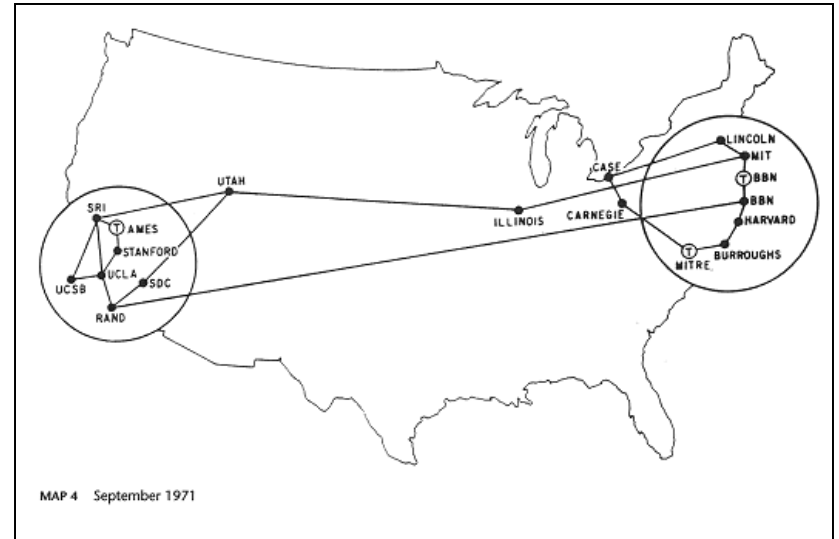 LINCOLN
MIT
CASE
T BBN
UTAH
BBN
SRI
ILLINOIS
CARNEGIE
HARVARD
T AMES
STANFORD
BURROUGHS
T
MITRE
UCLA
SDC
UCSB
RAND
MAP 4 September 1971